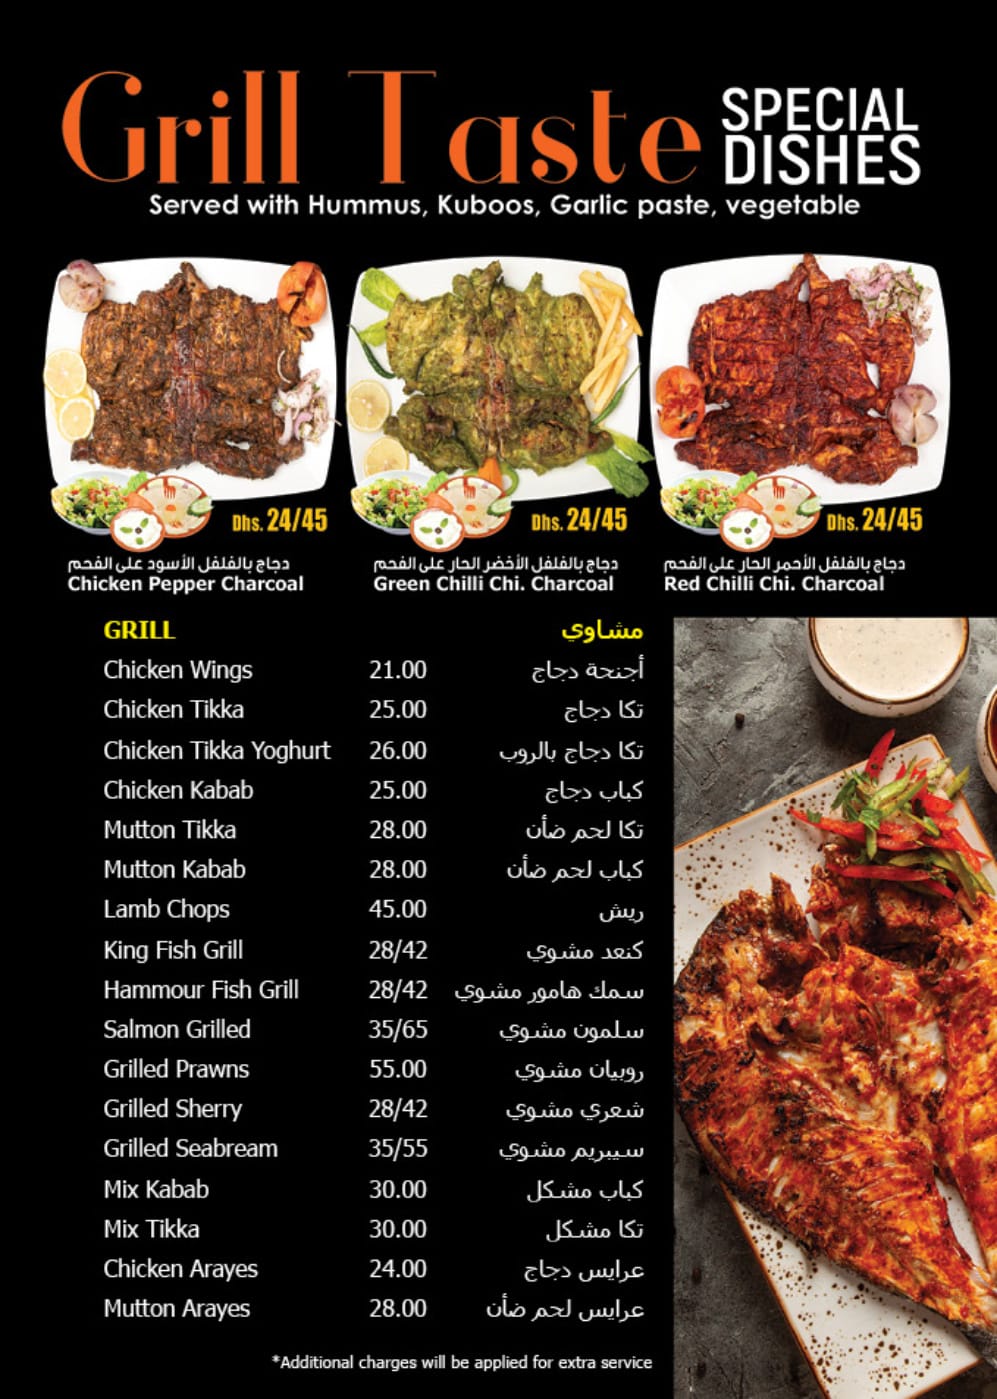 Grill Taste SPECIAL DISHES
Served with Hummus, Kuboos, Garlic paste, vegetable
Dhs. 24/45
دجاج بالفلفل الأسود على الفحم
Chicken Pepper Charcoal
Dhs. 24/45
دجاج بالفلفل الأخضر الحار على الفحم
Green Chilli Chi. Charcoal
Dhs. 24/45
دجاج بالفلفل الأحمر الحار على الفحم
Red Chilli Chi. Charcoal
GRILL مشاوي
Chicken Wings 21.00 أجنحة دجاج
Chicken Tikka 25.00 تكا دجاج
Chicken Tikka Yoghurt 26.00 تكا دجاج بالروب
Chicken Kabab 25.00 كباب دجاج
Mutton Tikka 28.00 تكا لحم ضأن
Mutton Kabab 28.00 كباب لحم ضأن
Lamb Chops 45.00 ريش
King Fish Grill 28/42 كنعد مشوي
Hammour Fish Grill 28/42 سمك هامور مشوي
Salmon Grilled 35/65 سلمون مشوي
Grilled Prawns 55.00 روبيان مشوي
Grilled Sherry 28/42 شعري مشوي
Grilled Seabream 35/55 سيبريم مشوي
Mix Kabab 30.00 كباب مشكل
Mix Tikka 30.00 تكا مشكل
Chicken Arayes 24.00 عرايس دجاج
Mutton Arayes 28.00 عرايس لحم ضأن
*Additional charges will be applied for extra service